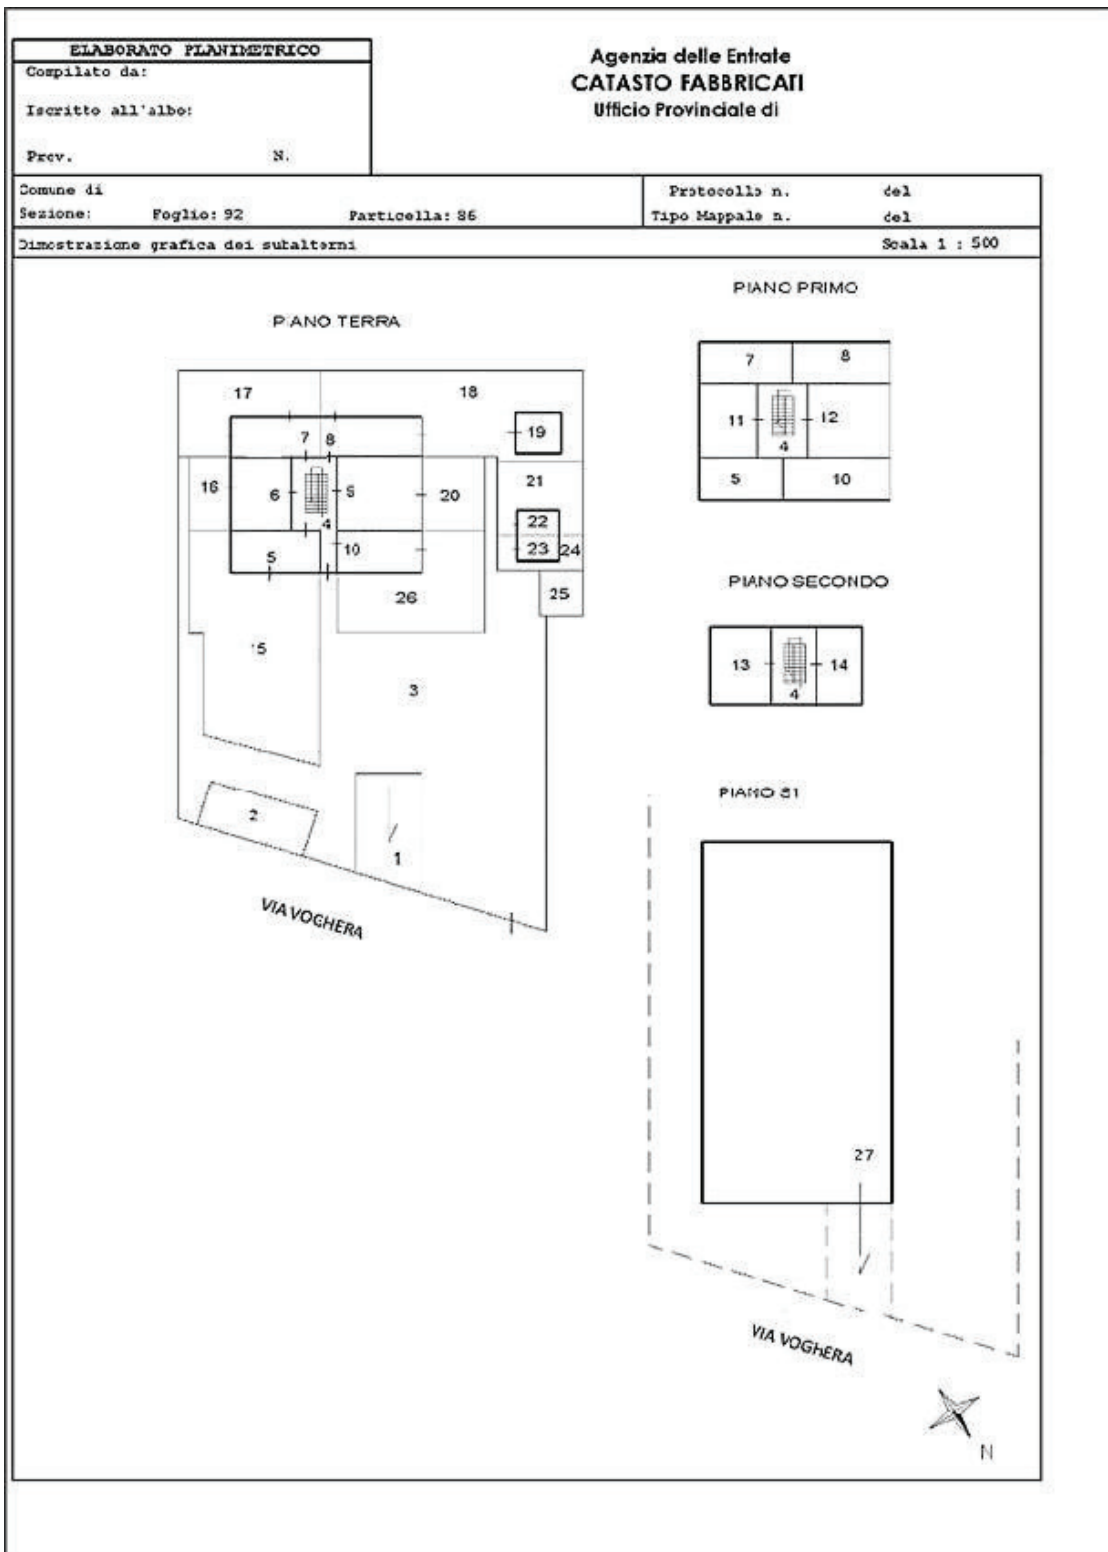 ELABORATO PLANIMETRICO
Compilato da:
Iscritto all'albo:
Prov. N.
Agenzia delle Entrate
CATASTO FABBRICATI
Ufficio Provinciale di
Comune di
Sezione: Foglio: 92 Particella: 86
Protocollo n. del
Tipo Mappale n. del
Dimostrazione grafica dei subalterni Scala 1 : 500
PIANO TERRA
17 18
19
7 8
16 6 20 21
4 22
5 10 23 24
26 25
15
3
2
1
VIA VOGHERA
PIANO PRIMO
7 8
11 12
4
5 10
PIANO SECONDO
13 14
4
PIANO S1
27
VIA VOGHERA
N